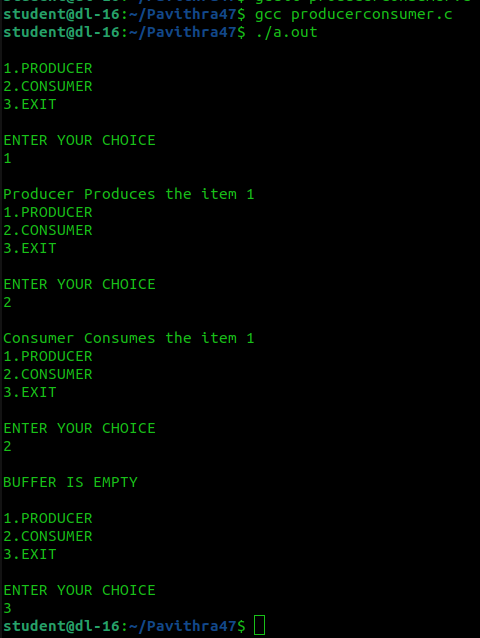 student@dl-16:~/Pavithra47$ gcc producerconsumer.c
student@dl-16:~/Pavithra47$ ./a.out
1.PRODUCER
2.CONSUMER
3.EXIT
ENTER YOUR CHOICE
1
Producer Produces the item 1
1.PRODUCER
2.CONSUMER
3.EXIT
ENTER YOUR CHOICE
2
Consumer Consumes the item 1
1.PRODUCER
2.CONSUMER
3.EXIT
ENTER YOUR CHOICE
2
BUFFER IS EMPTY
1.PRODUCER
2.CONSUMER
3.EXIT
ENTER YOUR CHOICE
3
student@dl-16:~/Pavithra47$